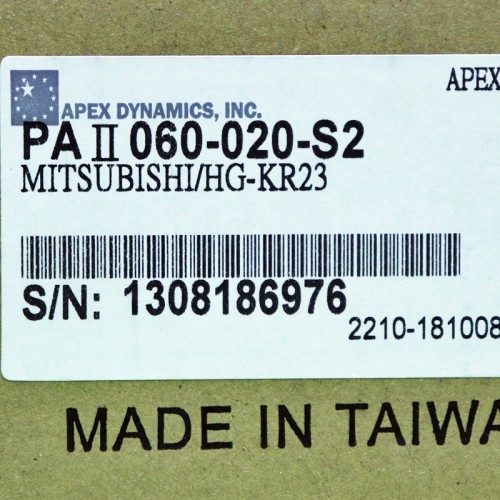 APEX
APEX DYNAMICS, INC.
PA II 060-020-S2
MITSUBISHI/HG-KR23
S/N: 1308186976
2210-181008
MADE IN TAIWA